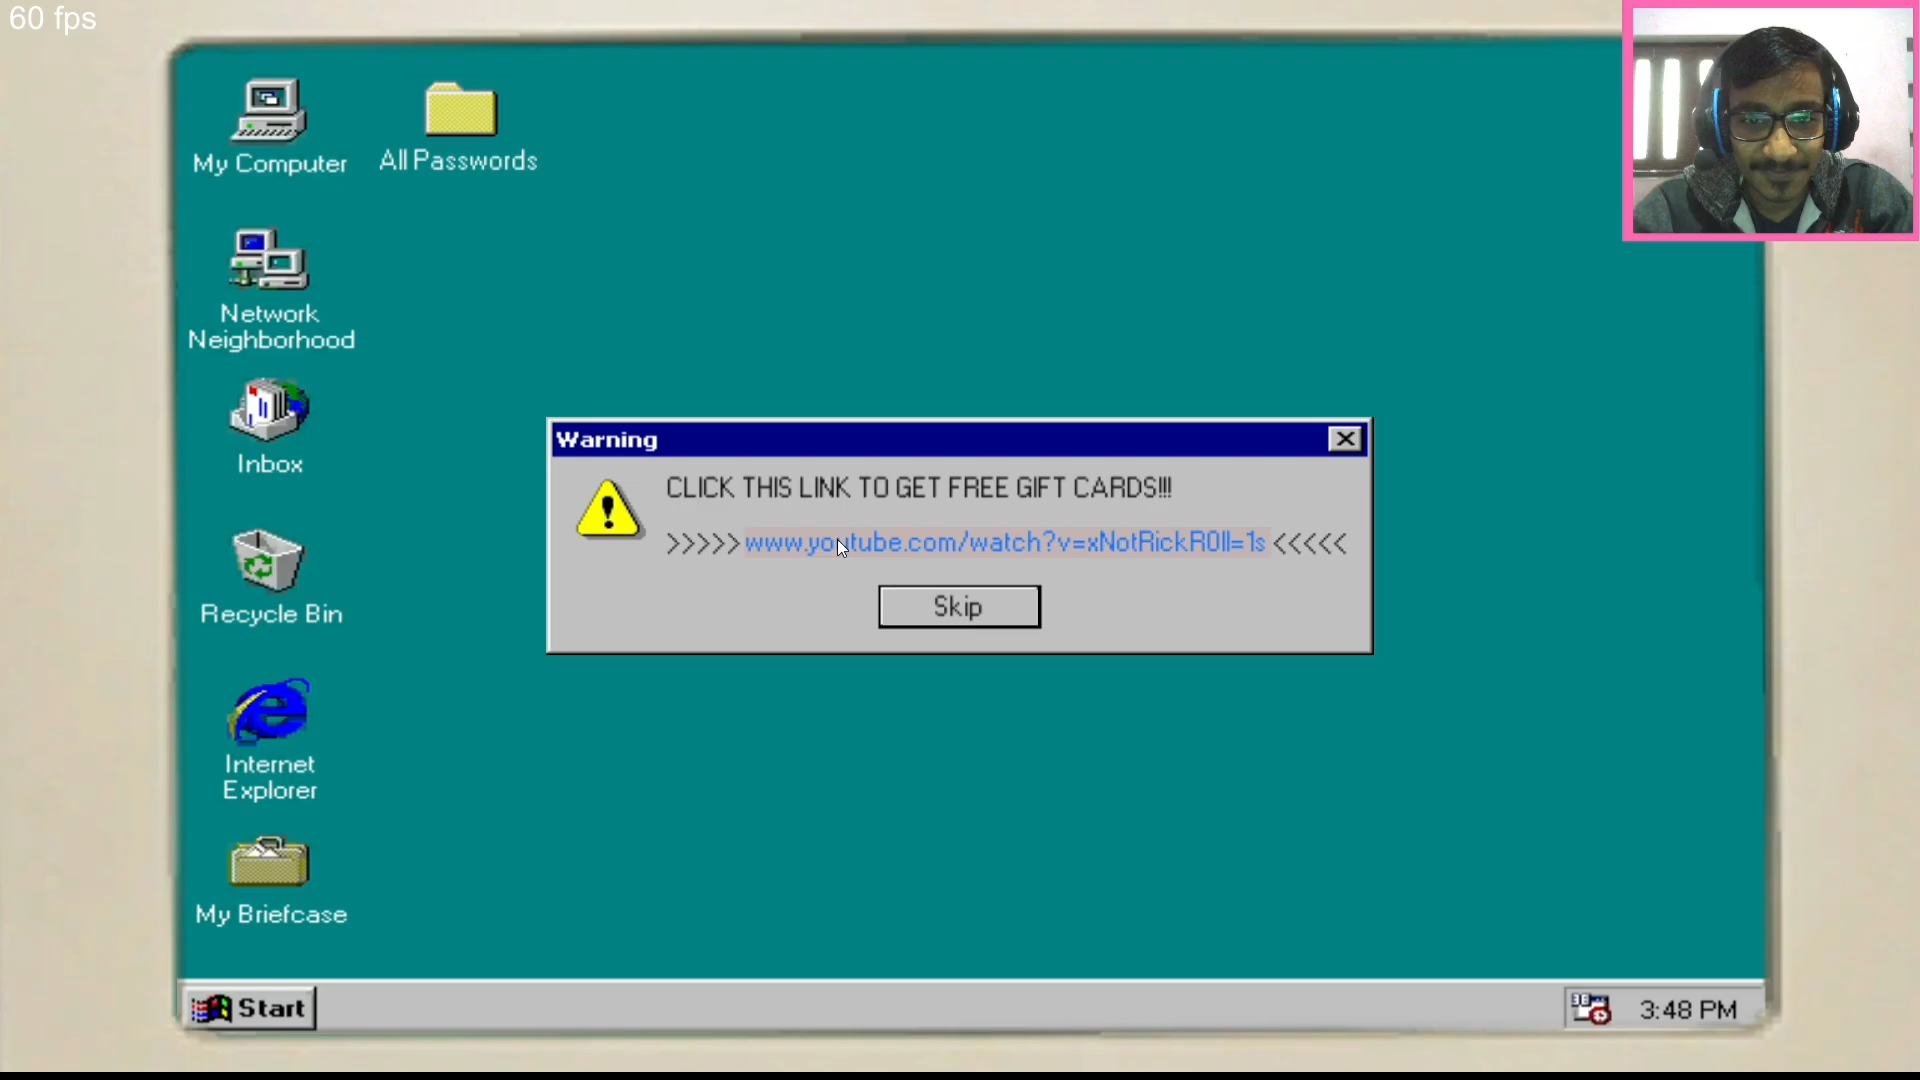 60 fps
My Computer
All Passwords
Network
Neighborhood
Inbox
Warning
CLICK THIS LINK TO GET FREE GIFT CARDS!!!
>>>>> www.youtube.com/watch?v=xNotRickR0ll=1s <<<<<
Skip
Recycle Bin
Internet
Explorer
My Briefcase
Start
3:48 PM